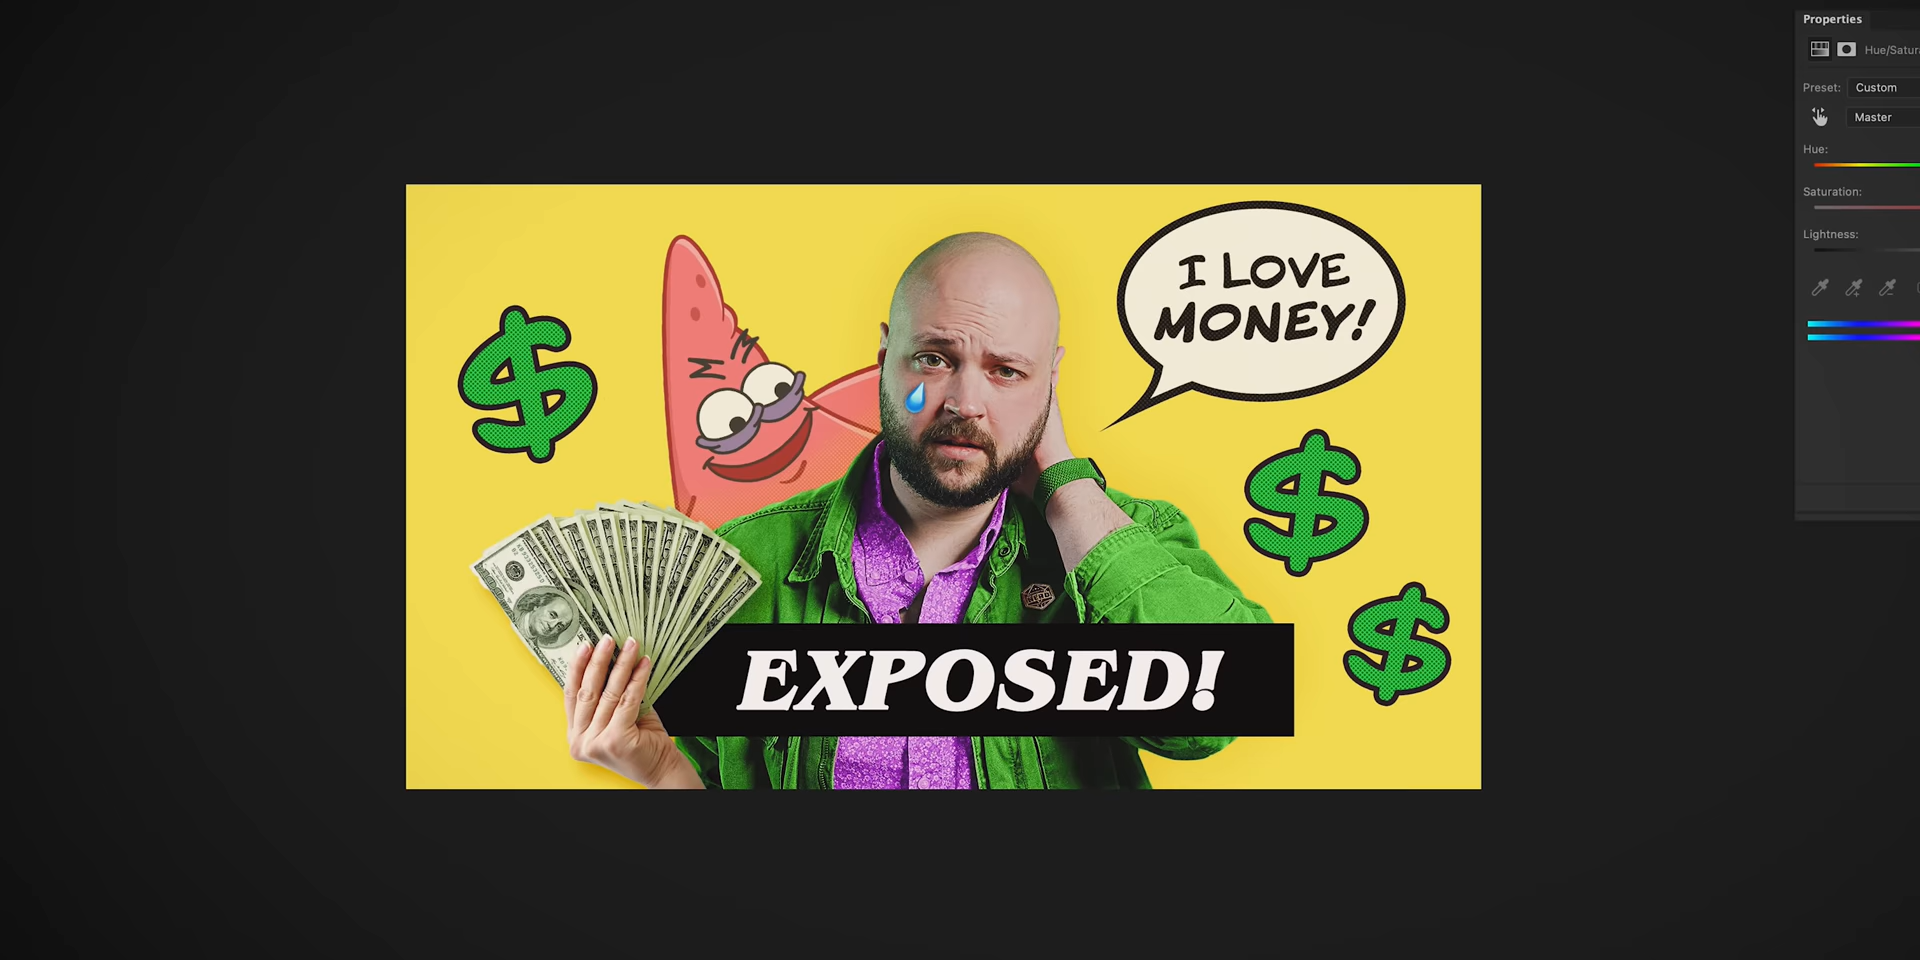 Properties
Hue/Satur
Preset: Custom
Master
Hue:
Saturation:
Lightness:
I LOVE
MONEY!
$
$
$
EXPOSED!